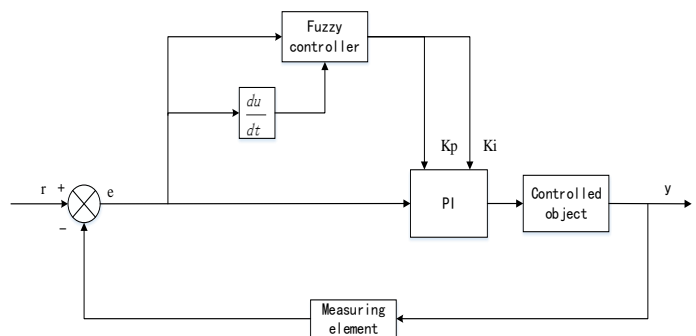 Fuzzy
controller
du
dt
Kp Ki
r + e
PI
Controlled
object
y
−
Measuring
element